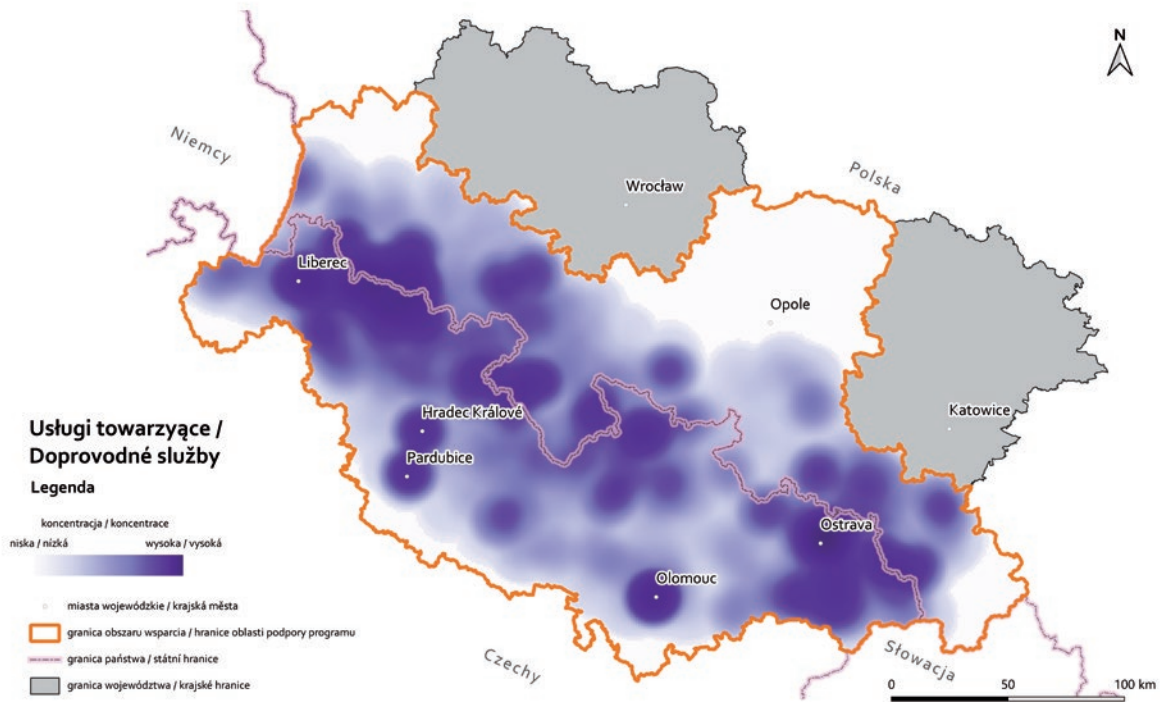 N
Niemcy
Polska
Wrocław
Liberec
Opole
Katowice
Hradec Králové
Pardubice
Ostrava
Olomouc
Czechy
Słowacja
Usługi towarzyące /
Doprovodné služby
Legenda
koncentracja / koncentrace
niska / nízká wysoka / vysoká
miasta wojewódzkie / krajská města
granica obszaru wsparcia / hranice oblasti podpory programu
granica państwa / státní hranice
granica województwa / krajské hranice
0 50 100 km